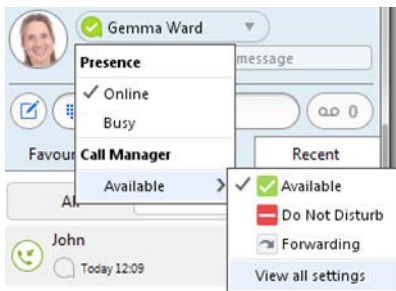 Gemma Ward
Presence
message
Online
Busy
0
Favour
Call Manager
Recent
Available
Available
Al
Do Not Disturb
John
Forwarding
Today 12:09
View all settings